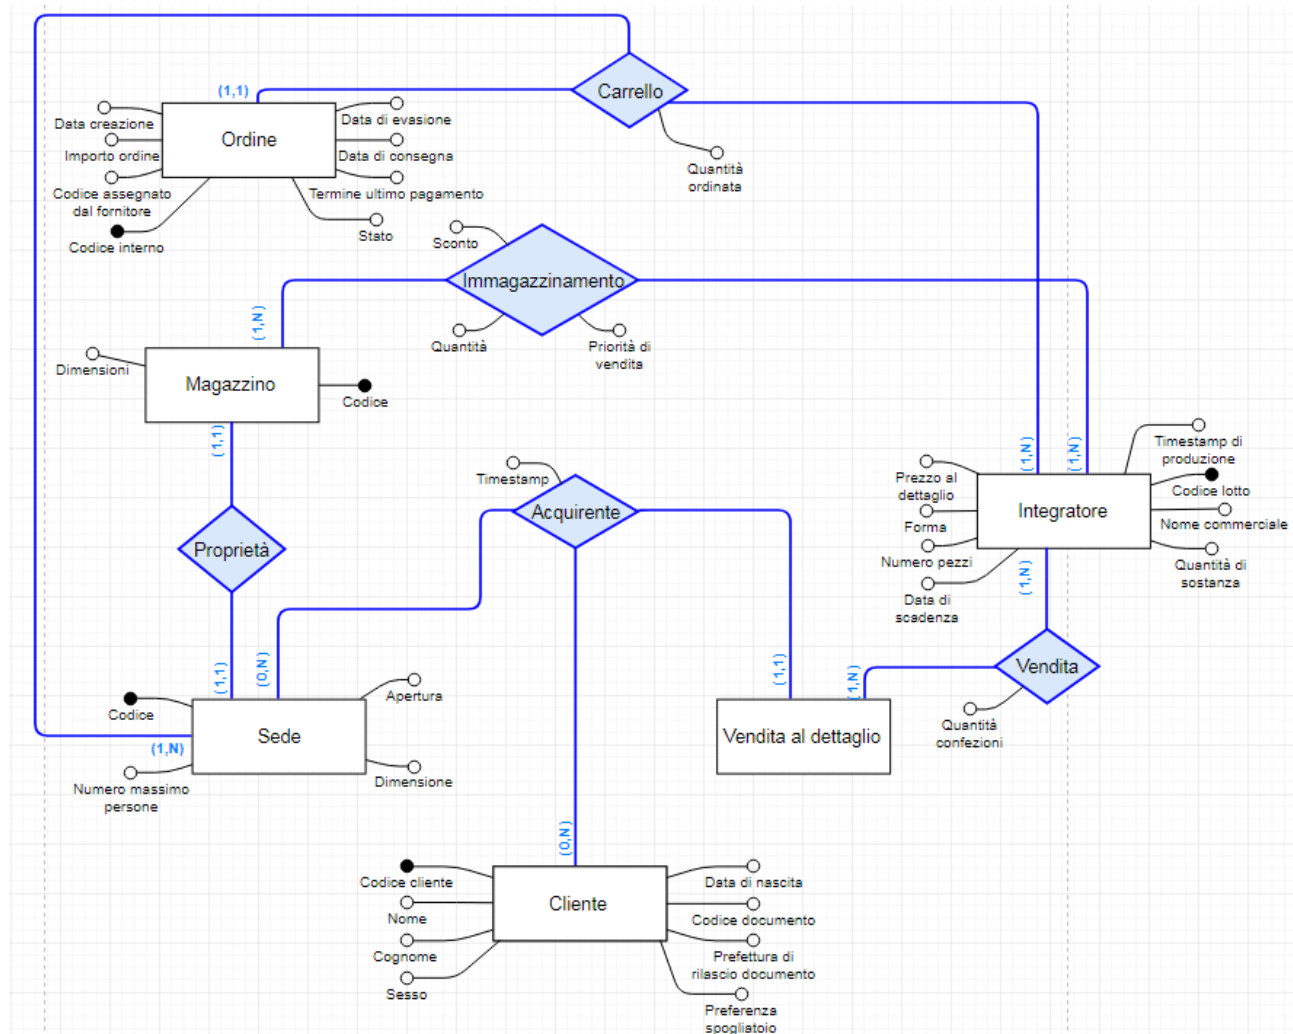 Carrello
(1,1)
Data creazione
Data di evasione
Ordine
Importo ordine
Data di consegna
Quantità
ordinata
Codice assegnato
dal fornitore
Termine ultimo pagamento
Codice interno
Stato
Sconto
Immagazzinamento
(1,N)
Quantità
Priorità di
vendita
Dimensioni
Magazzino
Codice
(1,1)
(1,N)
(1,N)
Timestamp di
produzione
Prezzo al
dettaglio
Codice lotto
Timestamp
Acquirente
Forma
Integratore
Nome commerciale
Proprietà
Numero pezzi
Quantità di
sostanza
(1,N)
Data di
scadenza
(1,1)
(0,N)
(1,1)
(1,N)
Vendita
Apertura
Codice
Quantità
confezioni
Sede
Vendita al dettaglio
(1,N)
Numero massimo
persone
Dimensione
(0,N)
Codice cliente
Data di nascita
Cliente
Nome
Codice documento
Cognome
Prefettura di
rilascio documento
Sesso
Preferenza
spogliatoio